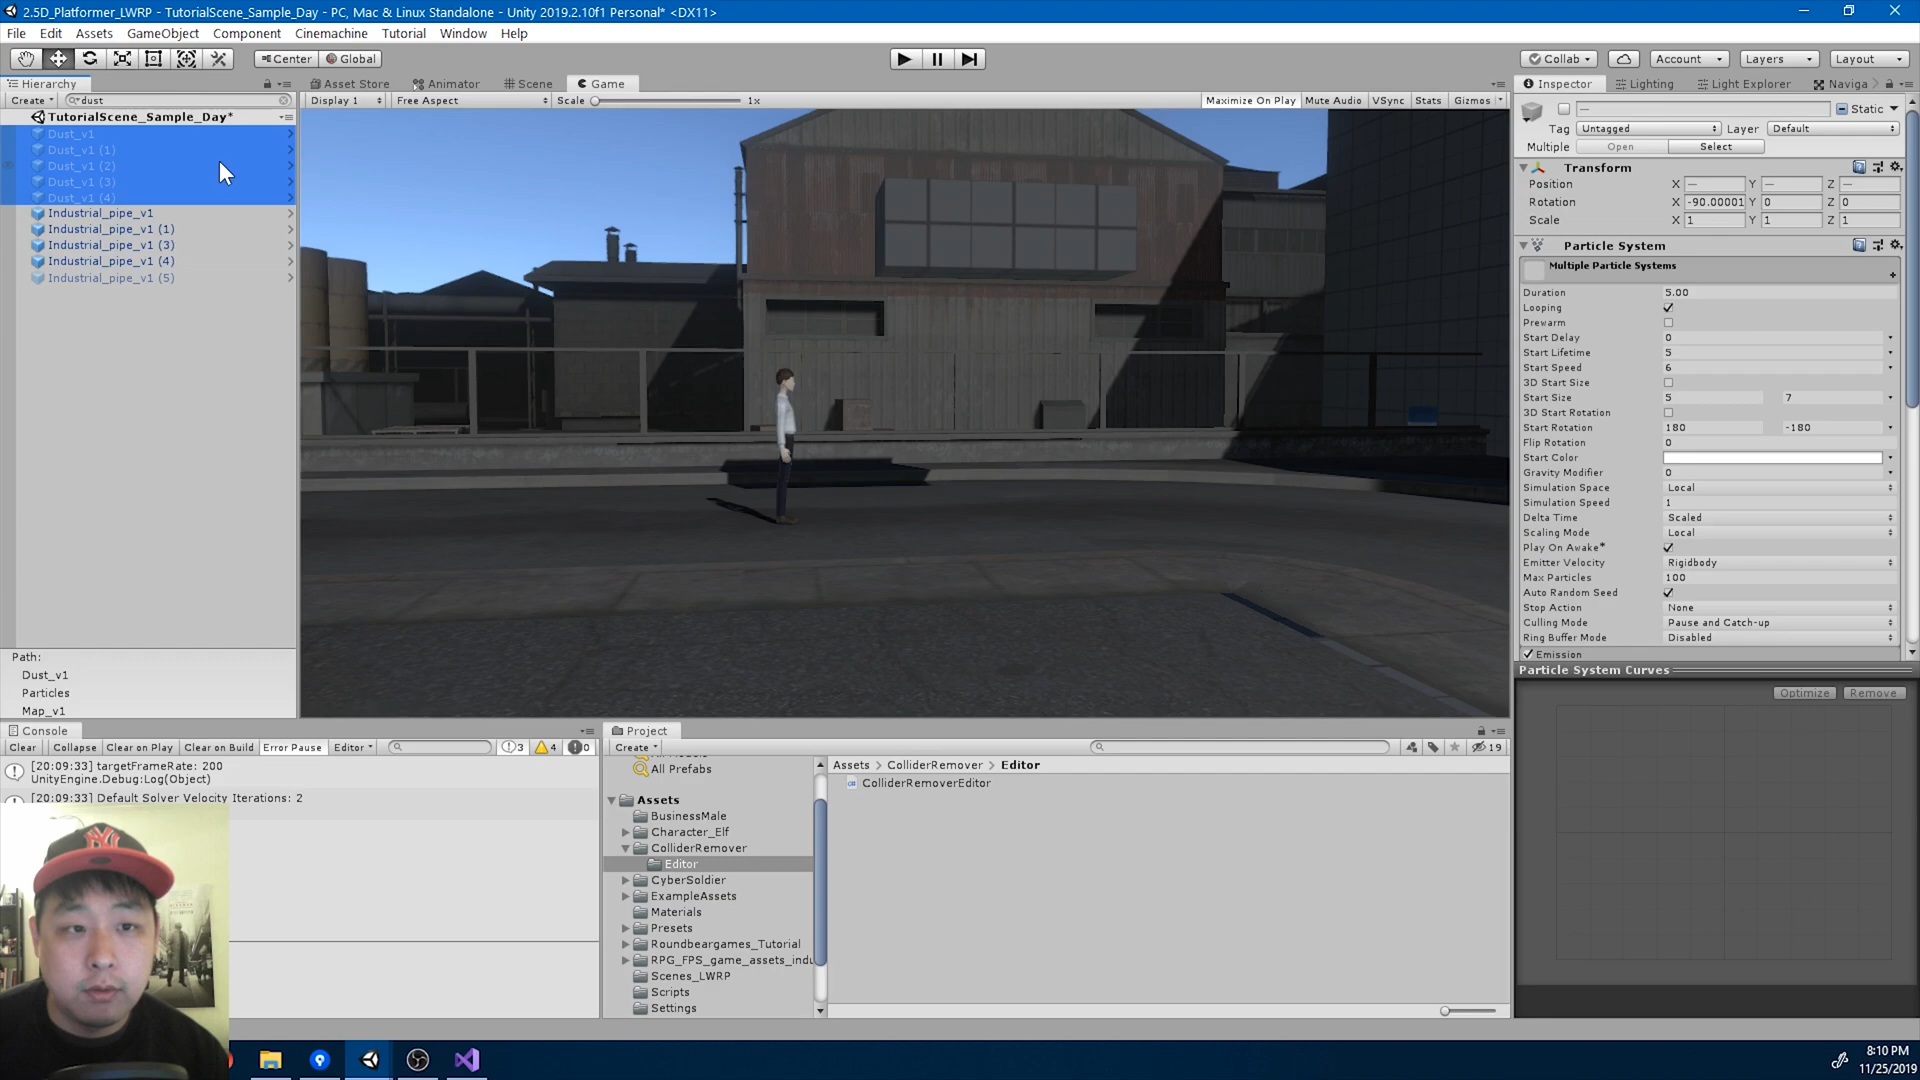 2.5D_Platformer_LWRP - TutorialScene_Sample_Day - PC, Mac & Linux Standalone - Unity 2019.2.10f1 Personal* <DX11>
File Edit Assets GameObject Component Cinemachine Tutorial Window Help
Center Global Collab Account Layers Layout
Hierarchy Asset Store Animator Scene Game Inspector Lighting Light Explorer Naviga
Create dust Display 1 Free Aspect Scale 1x Maximize On Play Mute Audio VSync Stats Gizmos
TutorialScene_Sample_Day*
Dust_v1
Dust_v1 (1)
Dust_v1 (2)
Dust_v1 (3)
Dust_v1 (4)
Industrial_pipe_v1
Industrial_pipe_v1 (1)
Industrial_pipe_v1 (3)
Industrial_pipe_v1 (4)
Industrial_pipe_v1 (5)
Path:
Dust_v1
Particles
Map_v1
— Static
Tag Untagged Layer Default
Multiple Open Select
Transform
Position X — Y — Z —
Rotation X -90.00001 Y 0 Z 0
Scale X 1 Y 1 Z 1
Particle System
Multiple Particle Systems
Duration 5.00
Looping
Prewarm
Start Delay 0
Start Lifetime 5
Start Speed 6
3D Start Size
Start Size 5 7
3D Start Rotation
Start Rotation 180 -180
Flip Rotation 0
Start Color
Gravity Modifier 0
Simulation Space Local
Simulation Speed 1
Delta Time Scaled
Scaling Mode Local
Play On Awake*
Emitter Velocity Rigidbody
Max Particles 100
Auto Random Seed
Stop Action None
Culling Mode Pause and Catch-up
Ring Buffer Mode Disabled
Emission
Particle System Curves
Optimize Remove
Console
Clear Collapse Clear on Play Clear on Build Error Pause Editor 3 4 0
[20:09:33] targetFrameRate: 200
UnityEngine.Debug:Log(Object)
[20:09:33] Default Solver Velocity Iterations: 2
Project
Create 19
All Prefabs
Assets
BusinessMale
Character_Elf
ColliderRemover
Editor
CyberSoldier
ExampleAssets
Materials
Presets
Roundbeargames_Tutorial
RPG_FPS_game_assets_indu
Scenes_LWRP
Scripts
Settings
Assets > ColliderRemover > Editor
ColliderRemoverEditor
8:10 PM
11/25/2019